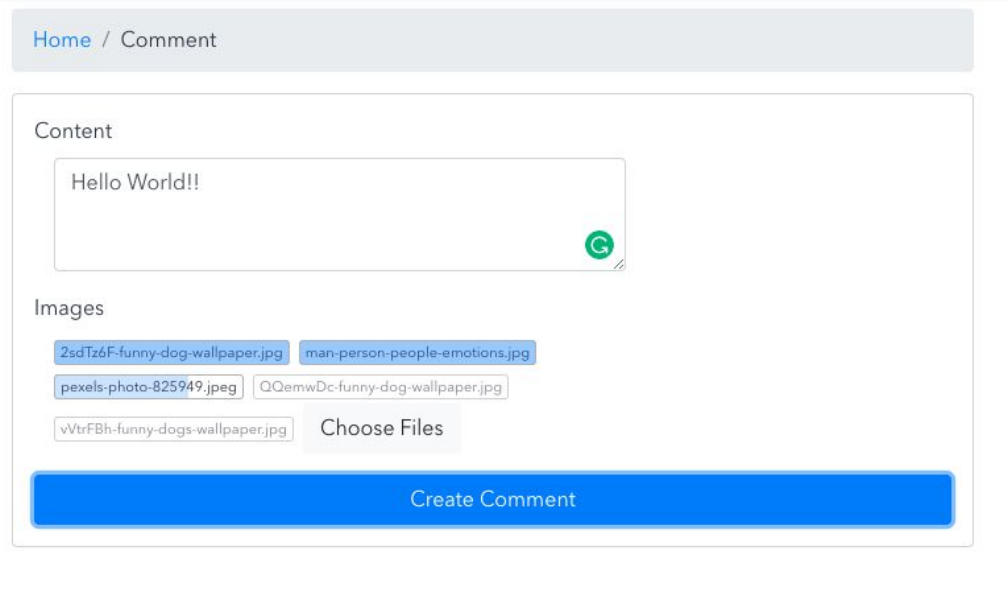 Home / Comment
Content
Hello World!!
Images
2sdTz6F-funny-dog-wallpaper.jpg man-person-people-emotions.jpg
pexels-photo-825949.jpeg QQemwDc-funny-dog-wallpaper.jpg
vVtrFBh-funny-dogs-wallpaper.jpg Choose Files
Create Comment